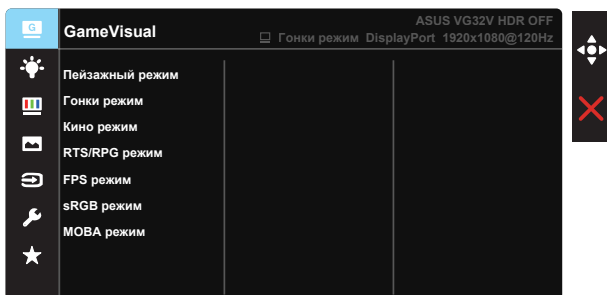 G
GameVisual
ASUS VG32V HDR OFF
Гонки режим DisplayPort 1920x1080@120Hz
Пейзажный режим
Гонки режим
Кино режим
RTS/RPG режим
FPS режим
sRGB режим
MOBA режим